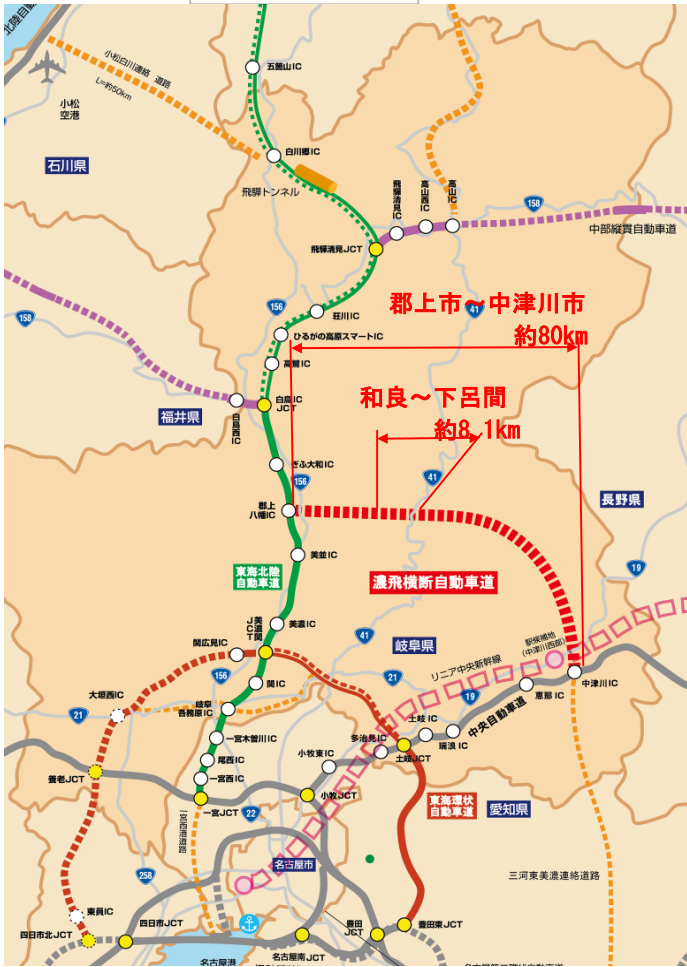 北陸自動
五箇山IC
小松白川連絡 道路
L=約50km
小松
空港
白川郷IC
石川県
飛騨トンネル
飛騨清見IC
高山西IC
高山IC
158
中部縦貫自動車道
飛騨清見JCT
156
荘川IC
41
郡上市～中津川市
約80km
ひるがの高原スマートIC
158
高鷲IC
和良～下呂間
約8.1km
白鳥IC
JCT
福井県
白鳥西IC
ぎふ大和IC
156
41
長野県
郡上
八幡IC
美並IC
19
東海北陸
自動車道
濃飛横断自動車道
美濃関
JCT
美濃IC
41
岐阜県
駅候補地
(中津川西部)
関広見IC
リニア中央新幹線
21
156
関IC
19
中津川IC
恵那IC
大垣西IC
21
岐阜
各務原IC
中央自動車道
土岐IC
瑞浪IC
一宮木曽川IC
多治見IC
小牧東IC
土岐JCT
尾西IC
養老JCT
一宮西IC
一宮JCT
小牧JCT
東海環状
自動車道
愛知県
22
一宮西港道路
258
名古屋市
三河東美濃連絡道路
東員IC
四日市JCT
四日市北JCT
豊田
JCT
豊田東JCT
名古屋港
名古屋南JCT